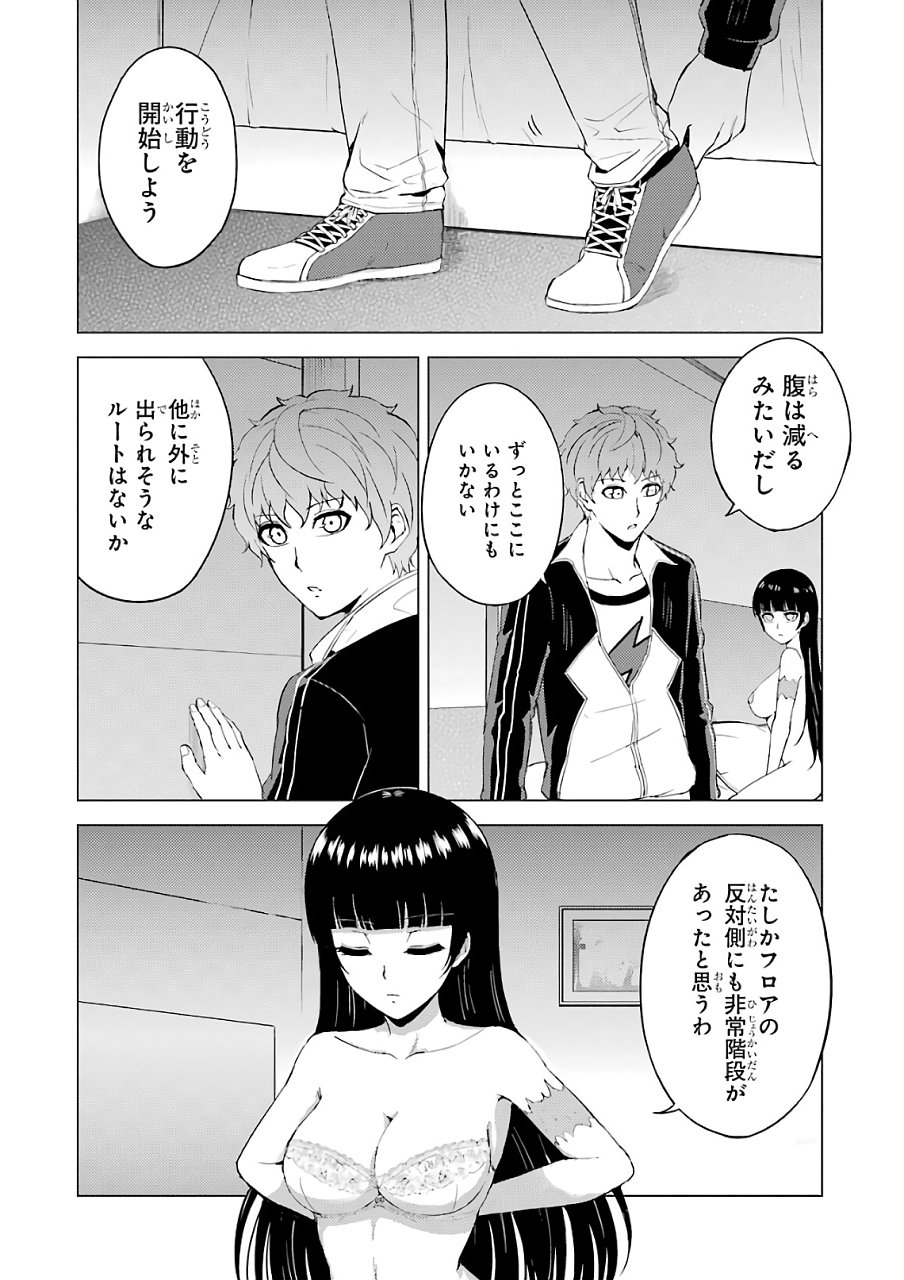 行動を
開始しよう
腹は減る
みたいだし
ずっとここに
いるわけにも
いかない
他に外に
出られそうな
ルートはないか
たしかフロアの
反対側にも非常階段が
あったと思うわ